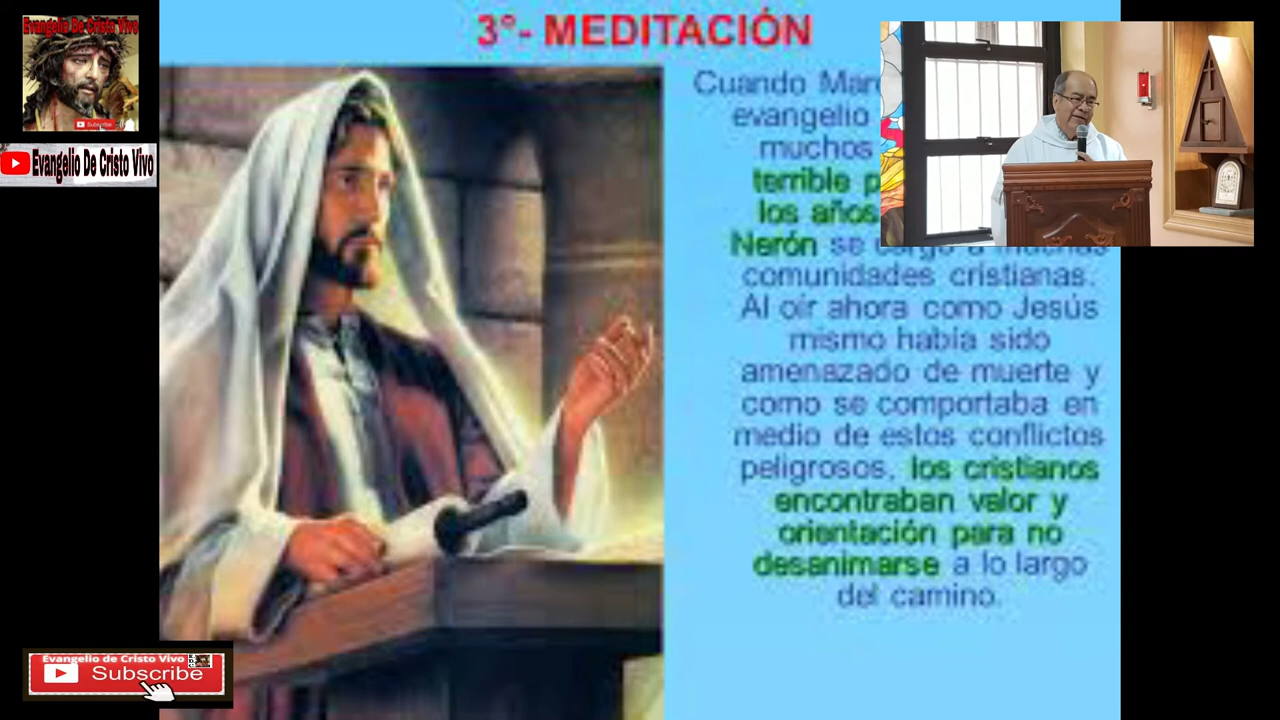 Evangelio De Cristo Vivo
Subscribe
Evangelio De Cristo Vivo
3°- MEDITACIÓN
Cuando
evangelio
muchos
terrible
los años
Nerón se
comunidades cristianas.
Al oír ahora como Jesús
mismo había sido
amenazado de muerte y
como se comportaba en
medio de estos conflictos
peligrosos, los cristianos
encontraban valor y
orientación para no
desanimarse a lo largo
del camino.
Evangelio de Cristo Vivo
Subscribe